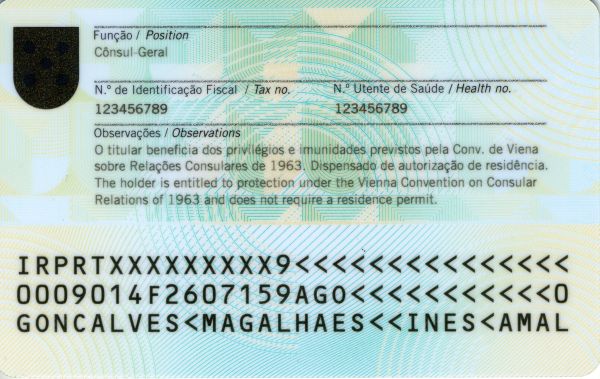 Função / Position
Cônsul-Geral
N.º de Identificação Fiscal / Tax no. N.º Utente de Saúde / Health no.
123456789 123456789
Observações / Observations
O titular beneficia dos privilégios e imunidades previstos pela Conv. de Viena
sobre Relações Consulares de 1963. Dispensado de autorização de residência.
The holder is entitled to protection under the Vienna Convention on Consular
Relations of 1963 and does not require a residence permit.
IRPRTXXXXXXXXX9<<<<<<<<<<<<<<<
0009014F2607159AGO<<<<<<<<<<<0
GONCALVES<MAGALHAES<<INES<AMAL